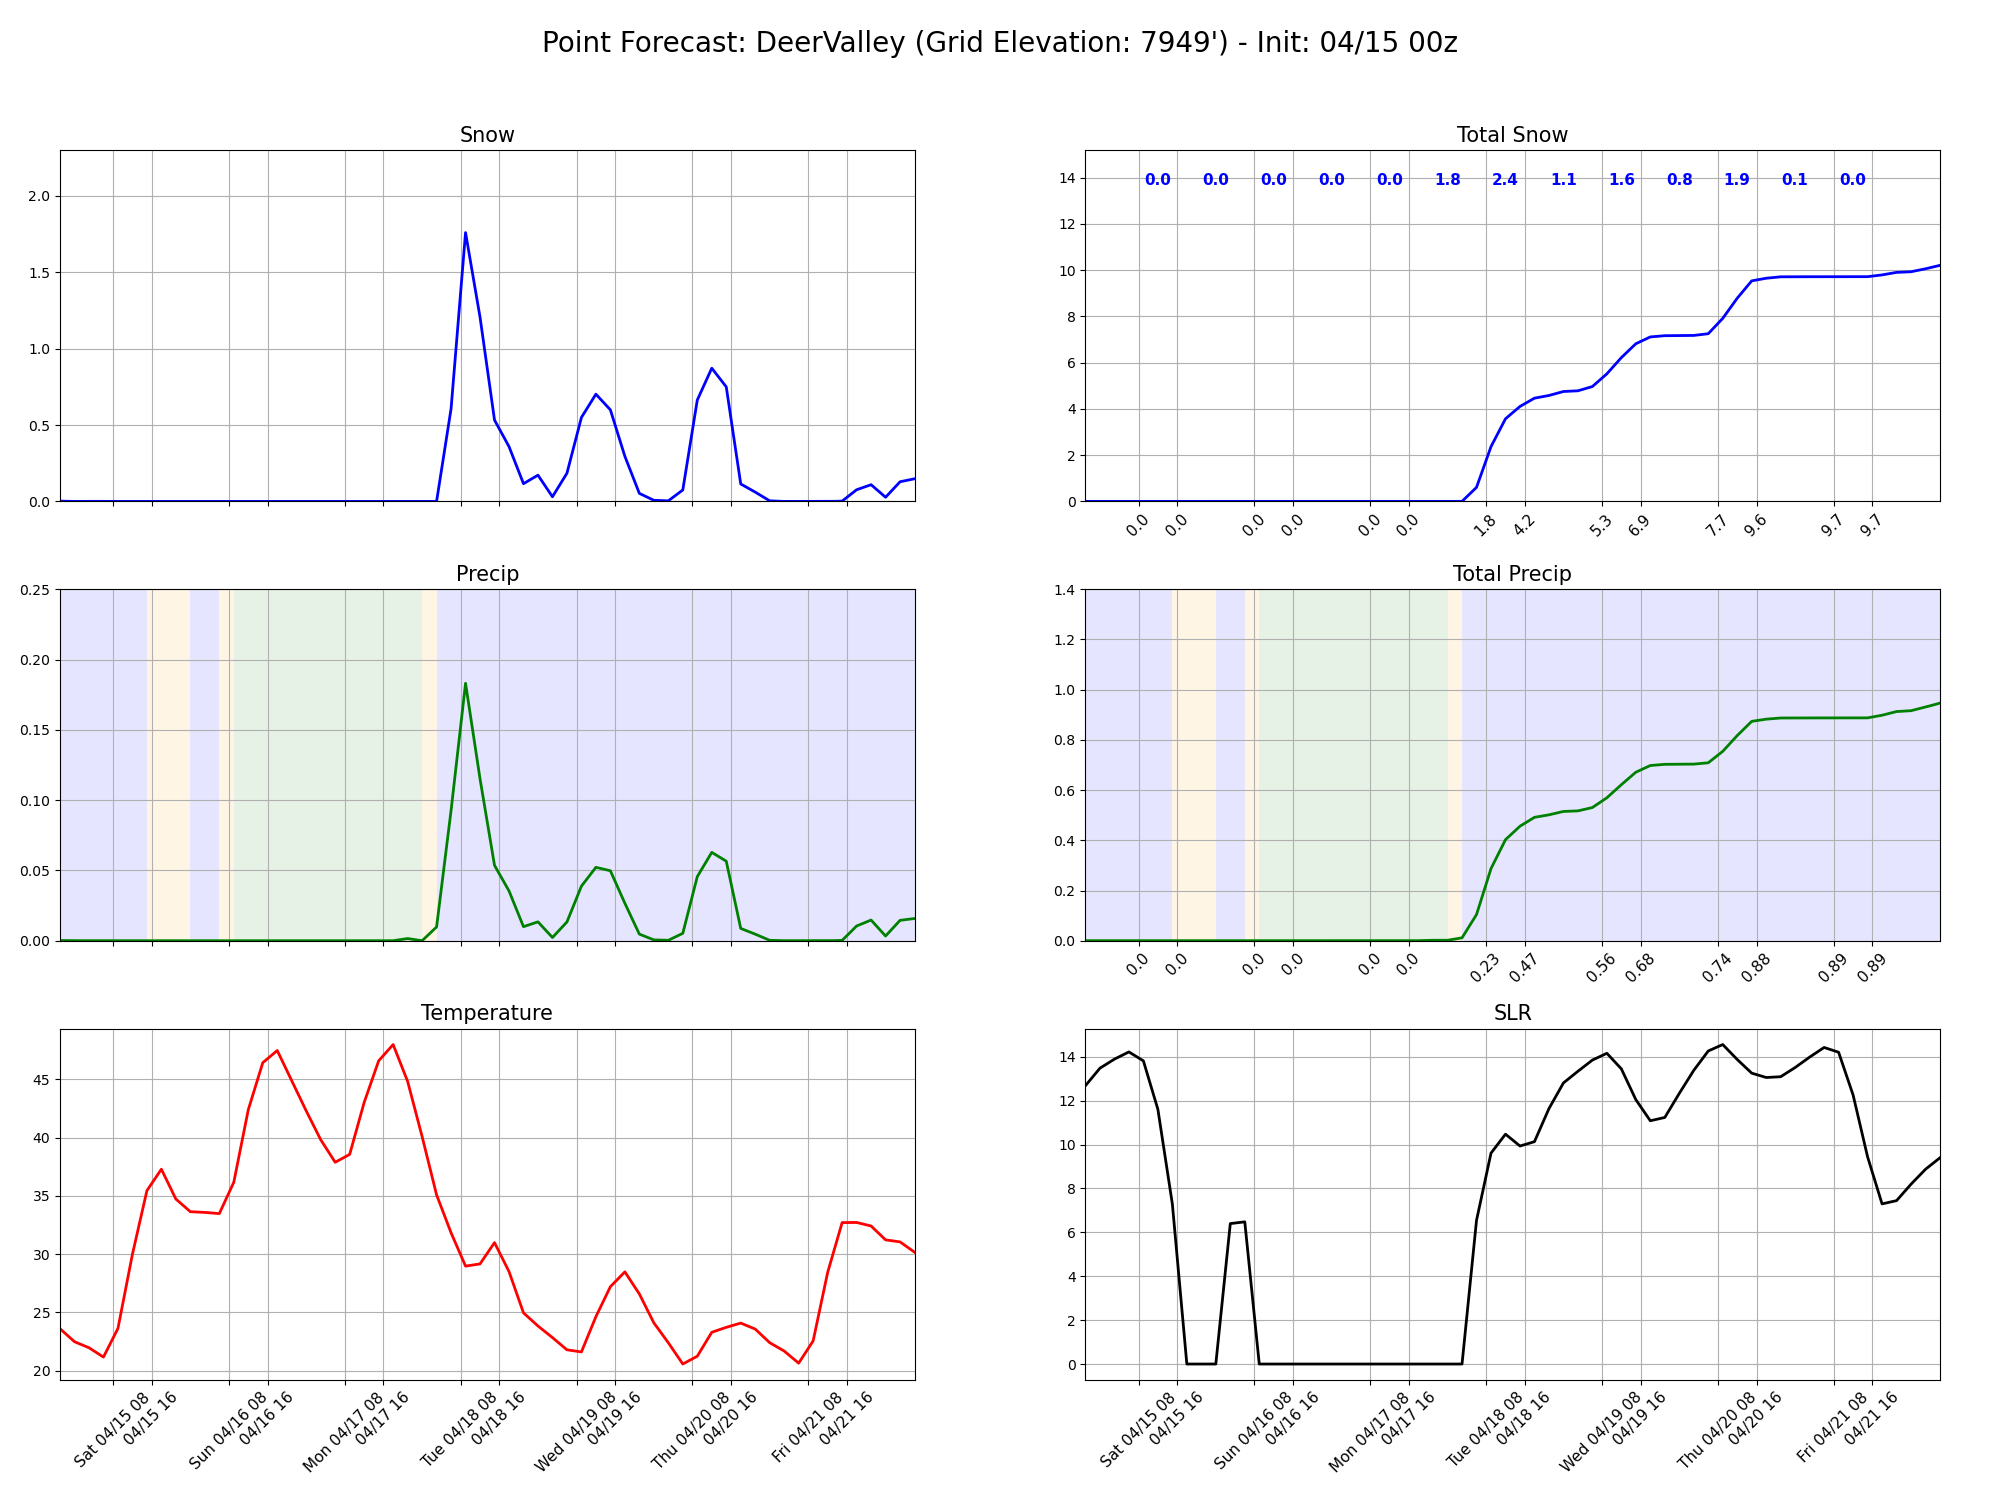 Point Forecast: DeerValley (Grid Elevation: 7949') - Init: 04/15 00z
Snow
2.0
1.5
1.0
0.5
0.0
Total Snow
0.0 0.0 0.0 0.0 0.0 1.8 2.4 1.1 1.6 0.8 1.9 0.1 0.0
14
12
10
8
6
4
2
0
0.0 0.0 0.0 0.0 0.0 0.0 1.8 4.2 5.3 6.9 7.7 9.6 9.7 9.7
Precip
0.25
0.20
0.15
0.10
0.05
0.00
Total Precip
1.4
1.2
1.0
0.8
0.6
0.4
0.2
0.0
0.0 0.0 0.0 0.0 0.0 0.0 0.23 0.47 0.56 0.68 0.74 0.88 0.89 0.89
Temperature
45
40
35
30
25
20
Sat 04/15 08
04/15 16
Sun 04/16 08
04/16 16
Mon 04/17 08
04/17 16
Tue 04/18 08
04/18 16
Wed 04/19 08
04/19 16
Thu 04/20 08
04/20 16
Fri 04/21 08
04/21 16
SLR
14
12
10
8
6
4
2
0
Sat 04/15 08
04/15 16
Sun 04/16 08
04/16 16
Mon 04/17 08
04/17 16
Tue 04/18 08
04/18 16
Wed 04/19 08
04/19 16
Thu 04/20 08
04/20 16
Fri 04/21 08
04/21 16